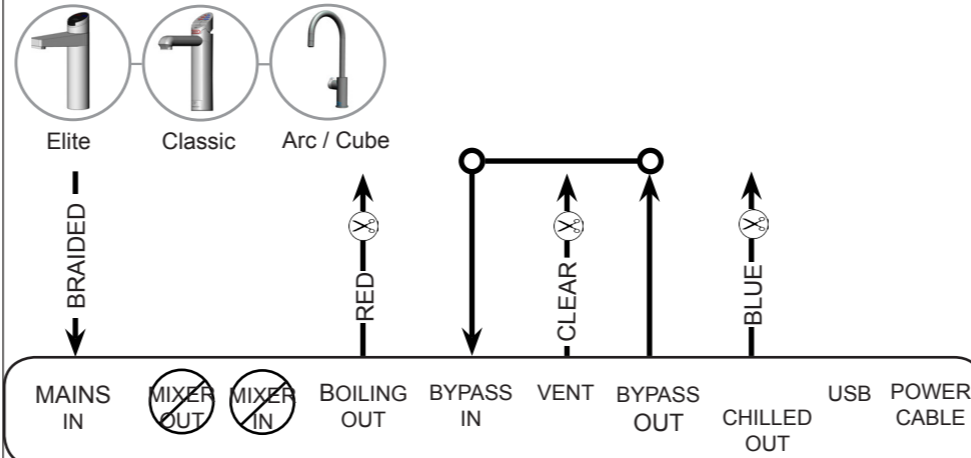 Elite
Classic
Arc / Cube
BRAIDED
RED
CLEAR
BLUE
MAINS
IN
MIXER
OUT
MIXER
IN
BOILING
OUT
BYPASS
IN
VENT
BYPASS
OUT
CHILLED
OUT
USB
POWER
CABLE